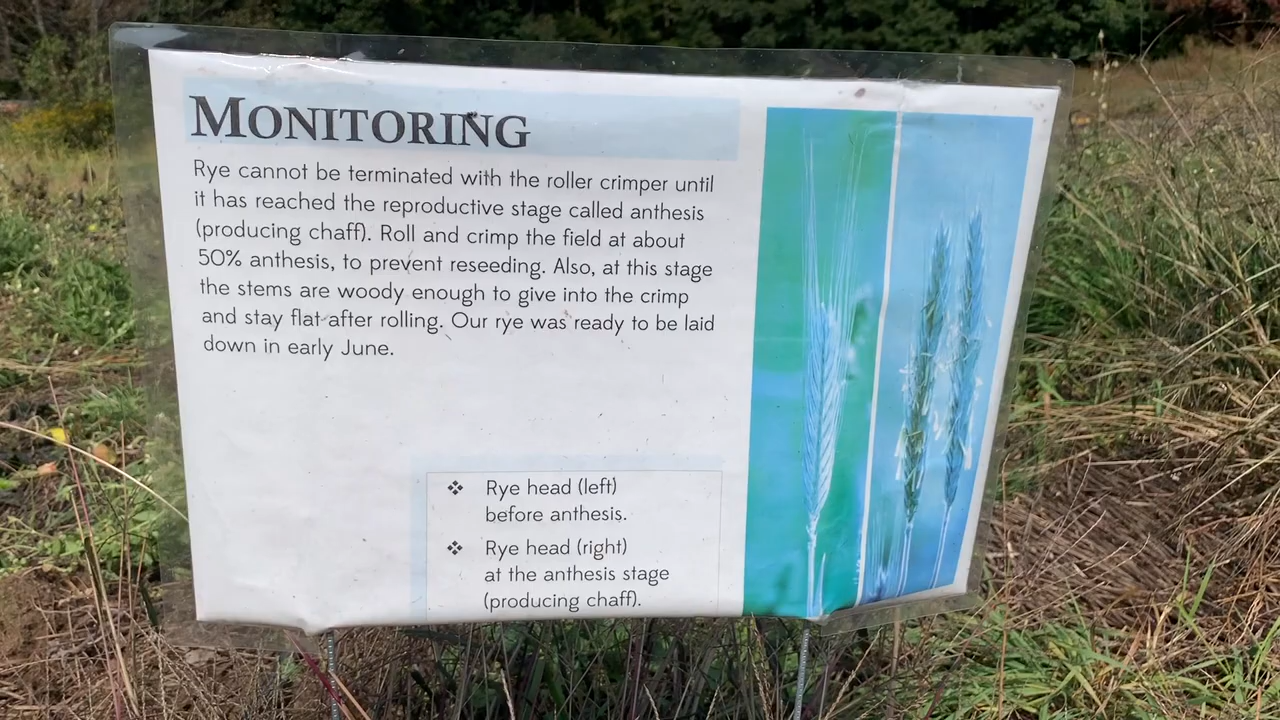 MONITORING
Rye cannot be terminated with the roller crimper until
it has reached the reproductive stage called anthesis
(producing chaff). Roll and crimp the field at about
50% anthesis, to prevent reseeding. Also, at this stage
the stems are woody enough to give into the crimp
and stay flat after rolling. Our rye was ready to be laid
down in early June.
❖ Rye head (left)
before anthesis.
❖ Rye head (right)
at the anthesis stage
(producing chaff).